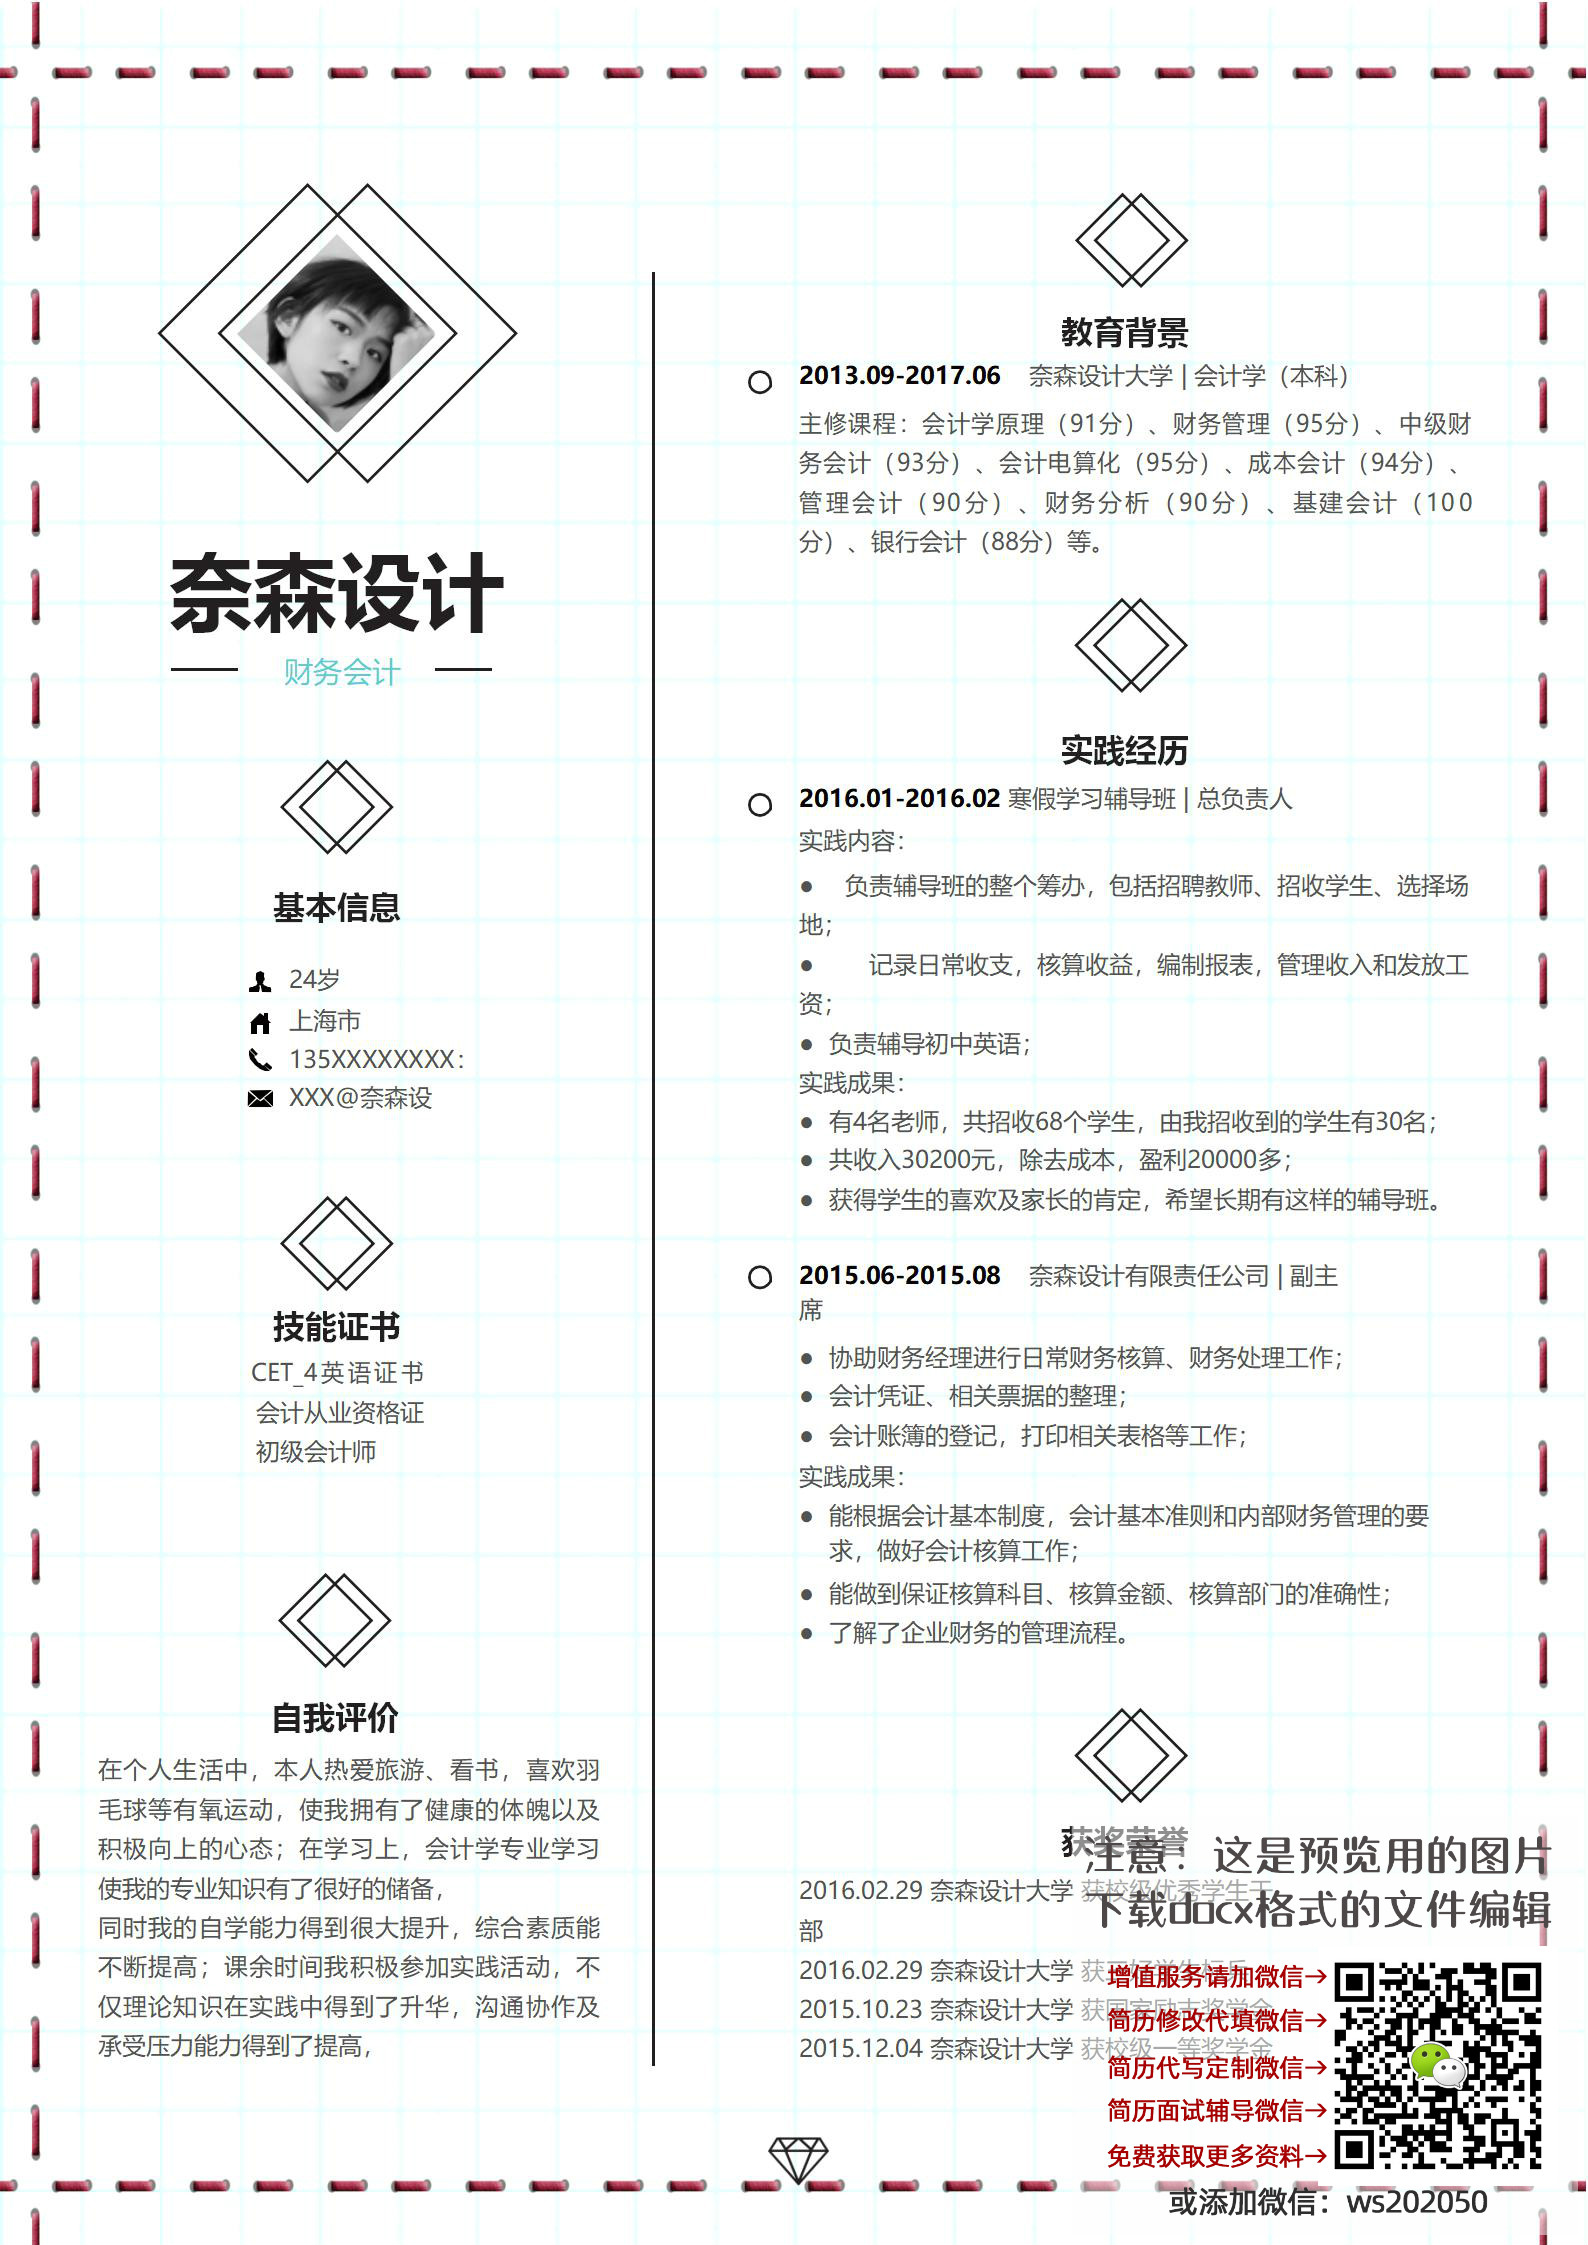 奈森设计
财务会计
基本信息
24岁
上海市
135XXXXXXXX：
XXX@奈森设
技能证书
CET_4英语证书
会计从业资格证
初级会计师
自我评价
在个人生活中，本人热爱旅游、看书，喜欢羽
毛球等有氧运动，使我拥有了健康的体魄以及
积极向上的心态；在学习上，会计学专业学习
使我的专业知识有了很好的储备，
同时我的自学能力得到很大提升，综合素质能
不断提高；课余时间我积极参加实践活动，不
仅理论知识在实践中得到了升华，沟通协作及
承受压力能力得到了提高，
教育背景
2013.09-2017.06 奈森设计大学 | 会计学（本科）
主修课程：会计学原理（91分）、财务管理（95分）、中级财
务会计（93分）、会计电算化（95分）、成本会计（94分）、
管理会计（90分）、财务分析（90分）、基建会计（100
分）、银行会计（88分）等。
实践经历
2016.01-2016.02 寒假学习辅导班 | 总负责人
实践内容：
● 负责辅导班的整个筹办，包括招聘教师、招收学生、选择场
地；
● 记录日常收支，核算收益，编制报表，管理收入和发放工
资；
● 负责辅导初中英语；
实践成果：
● 有4名老师，共招收68个学生，由我招收到的学生有30名；
● 共收入30200元，除去成本，盈利20000多；
● 获得学生的喜欢及家长的肯定，希望长期有这样的辅导班。
2015.06-2015.08 奈森设计有限责任公司 | 副主
席
● 协助财务经理进行日常财务核算、财务处理工作；
● 会计凭证、相关票据的整理；
● 会计账簿的登记，打印相关表格等工作；
实践成果：
● 能根据会计基本制度，会计基本准则和内部财务管理的要
求，做好会计核算工作；
● 能做到保证核算科目、核算金额、核算部门的准确性；
● 了解了企业财务的管理流程。
获奖荣誉
2016.02.29 奈森设计大学 获校级优秀学生干
部
2016.02.29 奈森设计大学 获三好学生标兵
2015.10.23 奈森设计大学 获国家励志奖学金
2015.12.04 奈森设计大学 获校级一等奖学金
注意：这是预览用的图片
下载docx格式的文件编辑
增值服务请加微信→
简历修改代填微信→
简历代写定制微信→
简历面试辅导微信→
免费获取更多资料→
或添加微信：ws202050